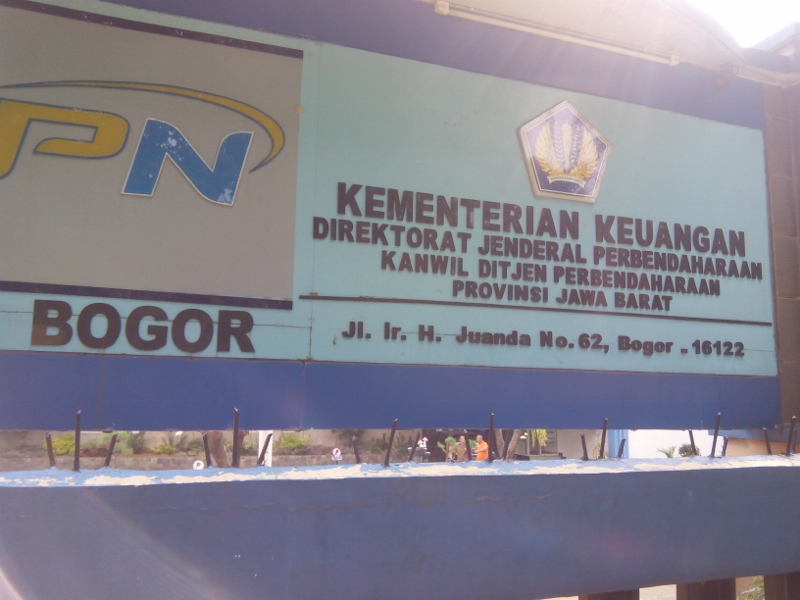 PN
BOGOR
KEMENTERIAN KEUANGAN
DIREKTORAT JENDERAL PERBENDAHARAAN
KANWIL DITJEN PERBENDAHARAAN
PROVINSI JAWA BARAT
Jl. Ir. H. Juanda No. 62, Bogor - 16122